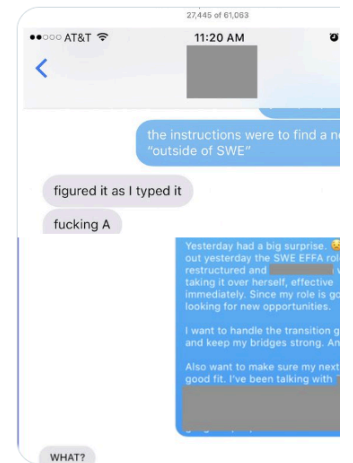 27,445 of 61,063
AT&T
11:20 AM
the instructions were to find a
"outside of SWE"
figured it as I typed it
fucking A
Yesterday had a big surprise.
out yesterday the SWE EFFA
restructured and
taking it over herself, effective
immediately. Since my role is
looking for new opportunities.
I want to handle the transition
and keep my bridges strong.
Also want to make sure my next
good fit. I've been talking with
WHAT?